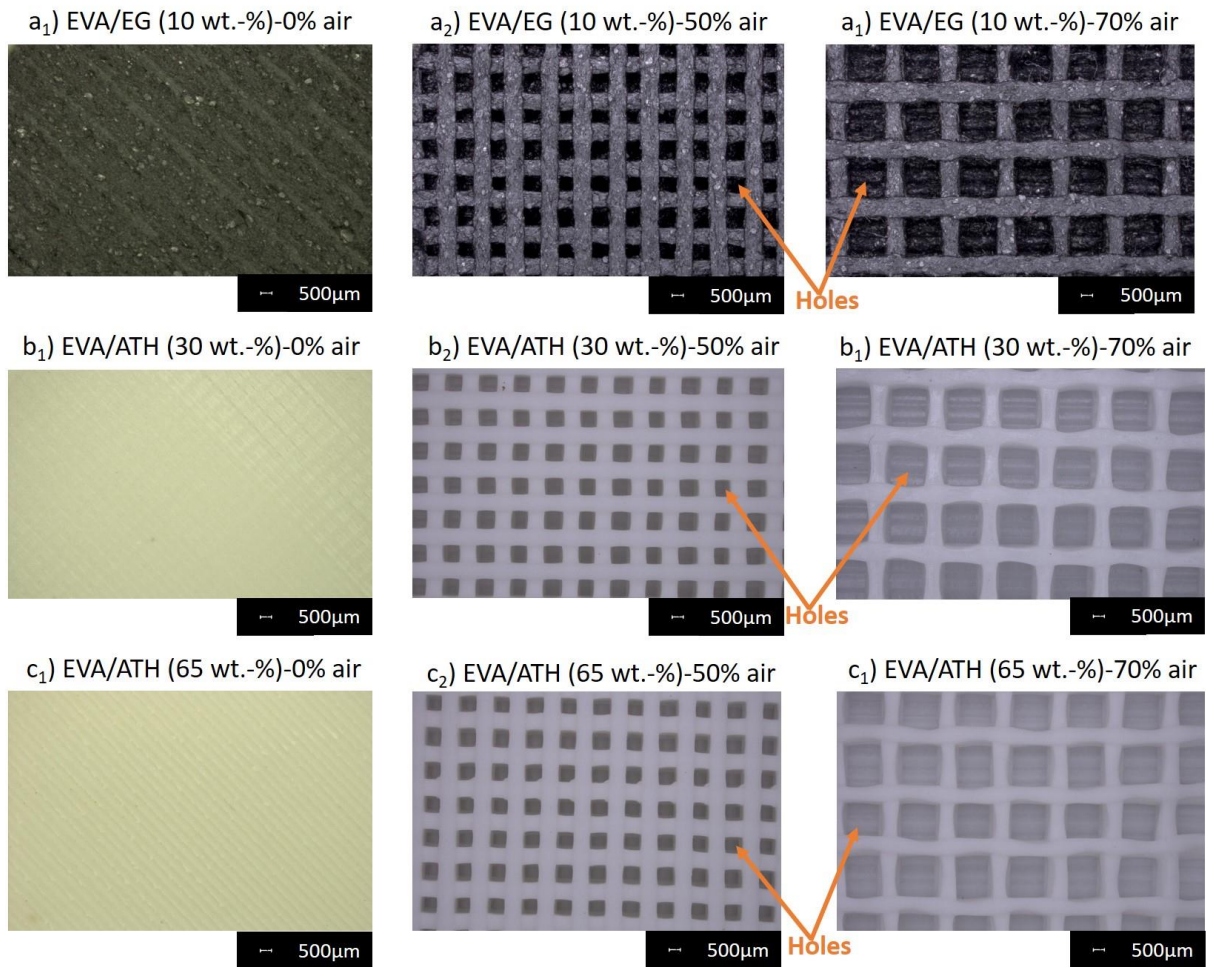 a₁) EVA/EG (10 wt.-%)-0% air
a₂) EVA/EG (10 wt.-%)-50% air
a₁) EVA/EG (10 wt.-%)-70% air
500µm
500µm
Holes
500µm
b₁) EVA/ATH (30 wt.-%)-0% air
b₂) EVA/ATH (30 wt.-%)-50% air
b₁) EVA/ATH (30 wt.-%)-70% air
500µm
500µm
Holes
500µm
c₁) EVA/ATH (65 wt.-%)-0% air
c₂) EVA/ATH (65 wt.-%)-50% air
c₁) EVA/ATH (65 wt.-%)-70% air
500µm
500µm
Holes
500µm